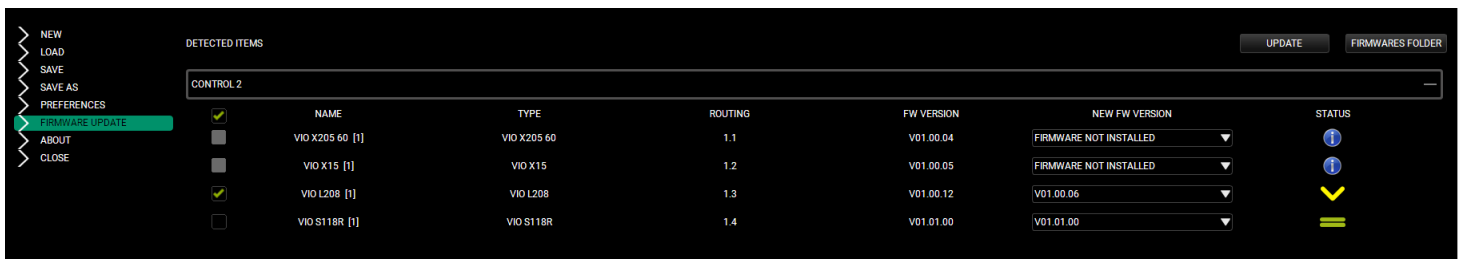 NEW
LOAD
SAVE
SAVE AS
PREFERENCES
FIRMWARE UPDATE
ABOUT
CLOSE
DETECTED ITEMS UPDATE FIRMWARES FOLDER
CONTROL 2
NAME TYPE ROUTING FW VERSION NEW FW VERSION STATUS
VIO X205 60 [1] VIO X205 60 1.1 V01.00.04 FIRMWARE NOT INSTALLED
VIO X15 [1] VIO X15 1.2 V01.00.05 FIRMWARE NOT INSTALLED
VIO L208 [1] VIO L208 1.3 V01.00.12 V01.00.06
VIO S118R [1] VIO S118R 1.4 V01.01.00 V01.01.00